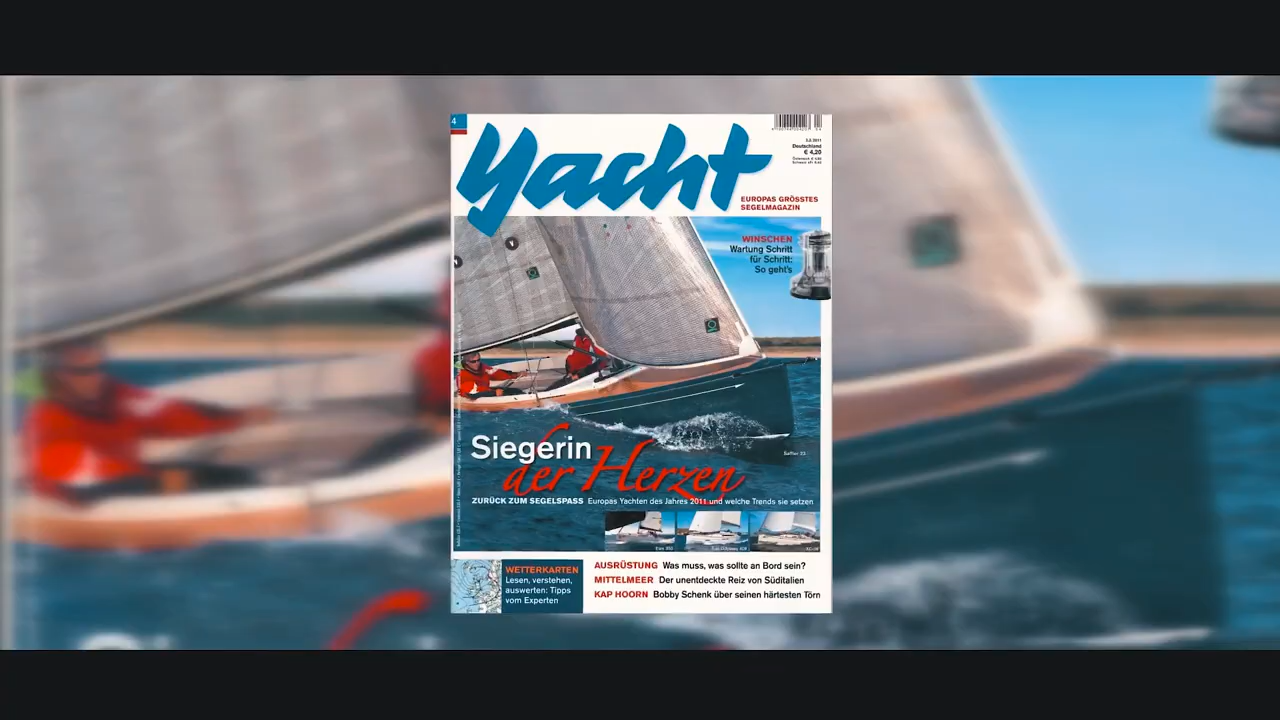 4
Yacht
Deutschland
€ 4,20
EUROPAS GRÖSSTES
SEGELMAGAZIN
WINSCHEN
Wartung Schritt
für Schritt:
So geht's
Saffier 23
Siegerin
der Herzen
ZURÜCK ZUM SEGELSPASS Europas Yachten des Jahres 2011 und welche Trends sie setzen
WETTERKARTEN
Lesen, verstehen,
auswerten: Tipps
vom Experten
AUSRÜSTUNG Was muss, was sollte an Bord sein?
MITTELMEER Der unentdeckte Reiz von Süditalien
KAP HOORN Bobby Schenk über seinen härtesten Törn